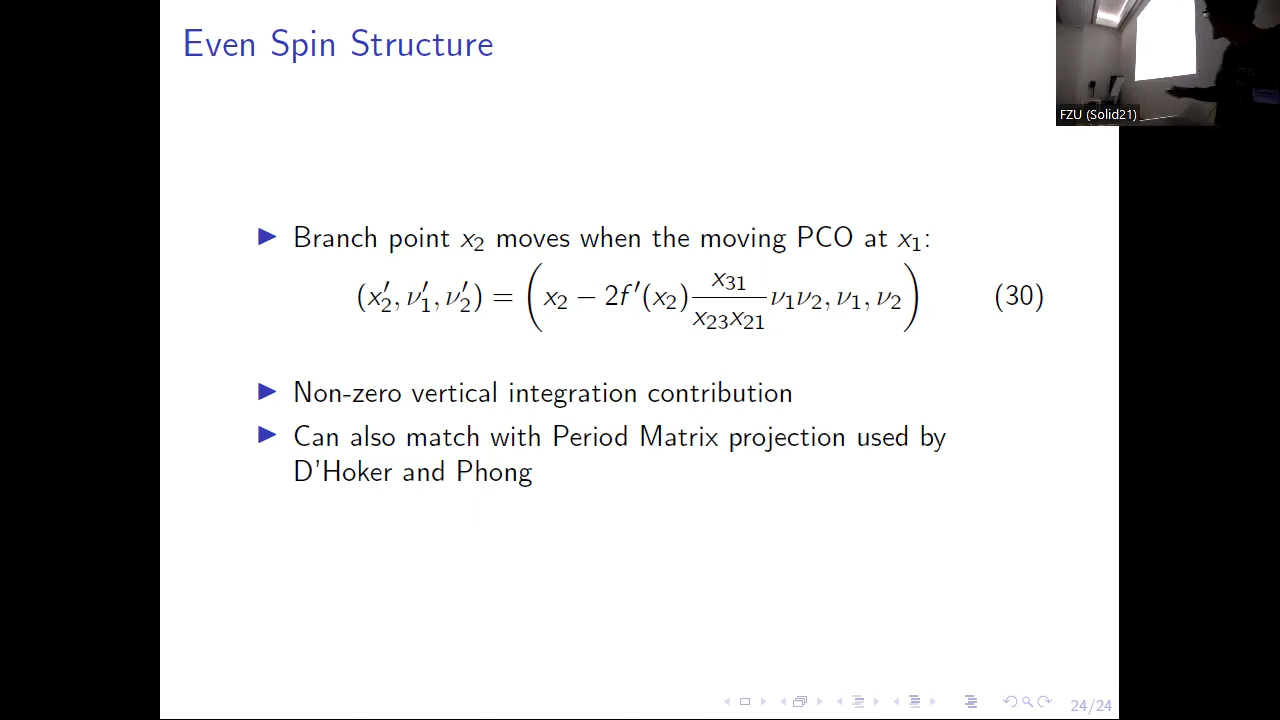 Even Spin Structure
FZU (Solid21)
▶ Branch point x₂ moves when the moving PCO at x₁:
(x′₂, ν′₁, ν′₂) = (x₂ − 2f′(x₂) x₃₁/(x₂₃x₂₁) ν₁ν₂, ν₁, ν₂) (30)
▶ Non-zero vertical integration contribution
▶ Can also match with Period Matrix projection used by
D'Hoker and Phong
24/24